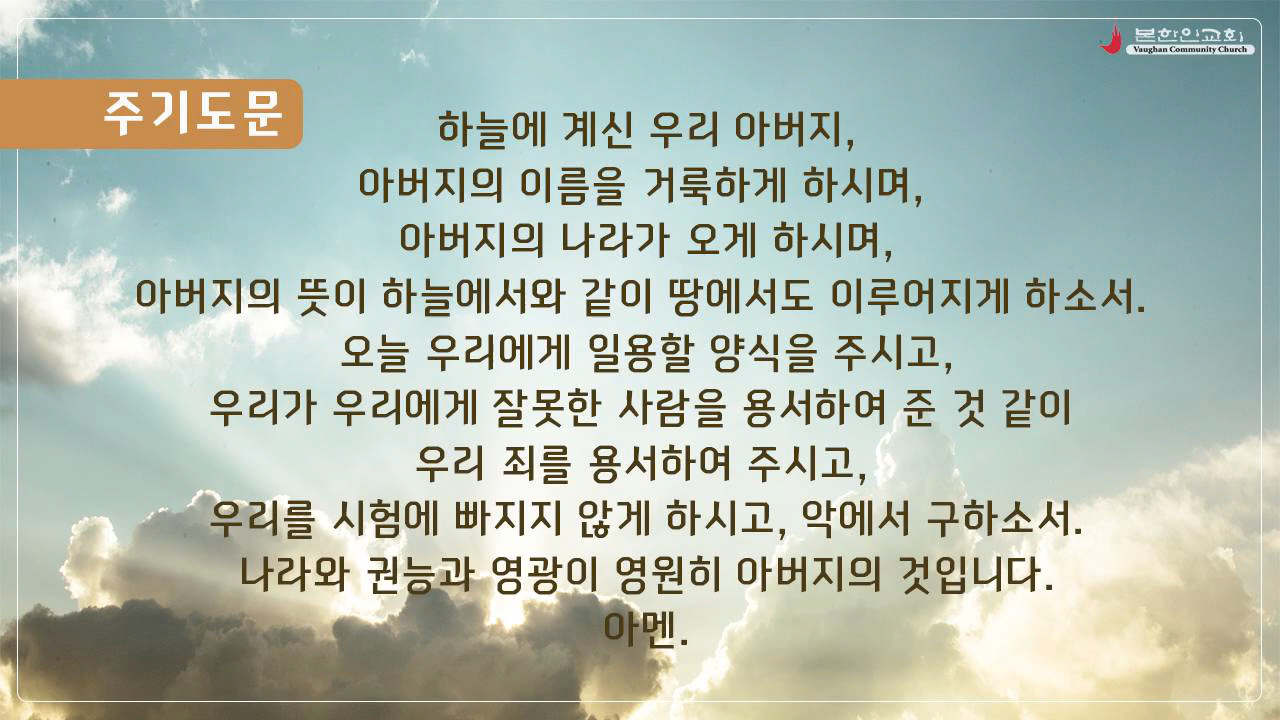 본한인교회
Vaughan Community Church
주기도문
하늘에 계신 우리 아버지,
아버지의 이름을 거룩하게 하시며,
아버지의 나라가 오게 하시며,
아버지의 뜻이 하늘에서와 같이 땅에서도 이루어지게 하소서.
오늘 우리에게 일용할 양식을 주시고,
우리가 우리에게 잘못한 사람을 용서하여 준 것 같이
우리 죄를 용서하여 주시고,
우리를 시험에 빠지지 않게 하시고, 악에서 구하소서.
나라와 권능과 영광이 영원히 아버지의 것입니다.
아멘.